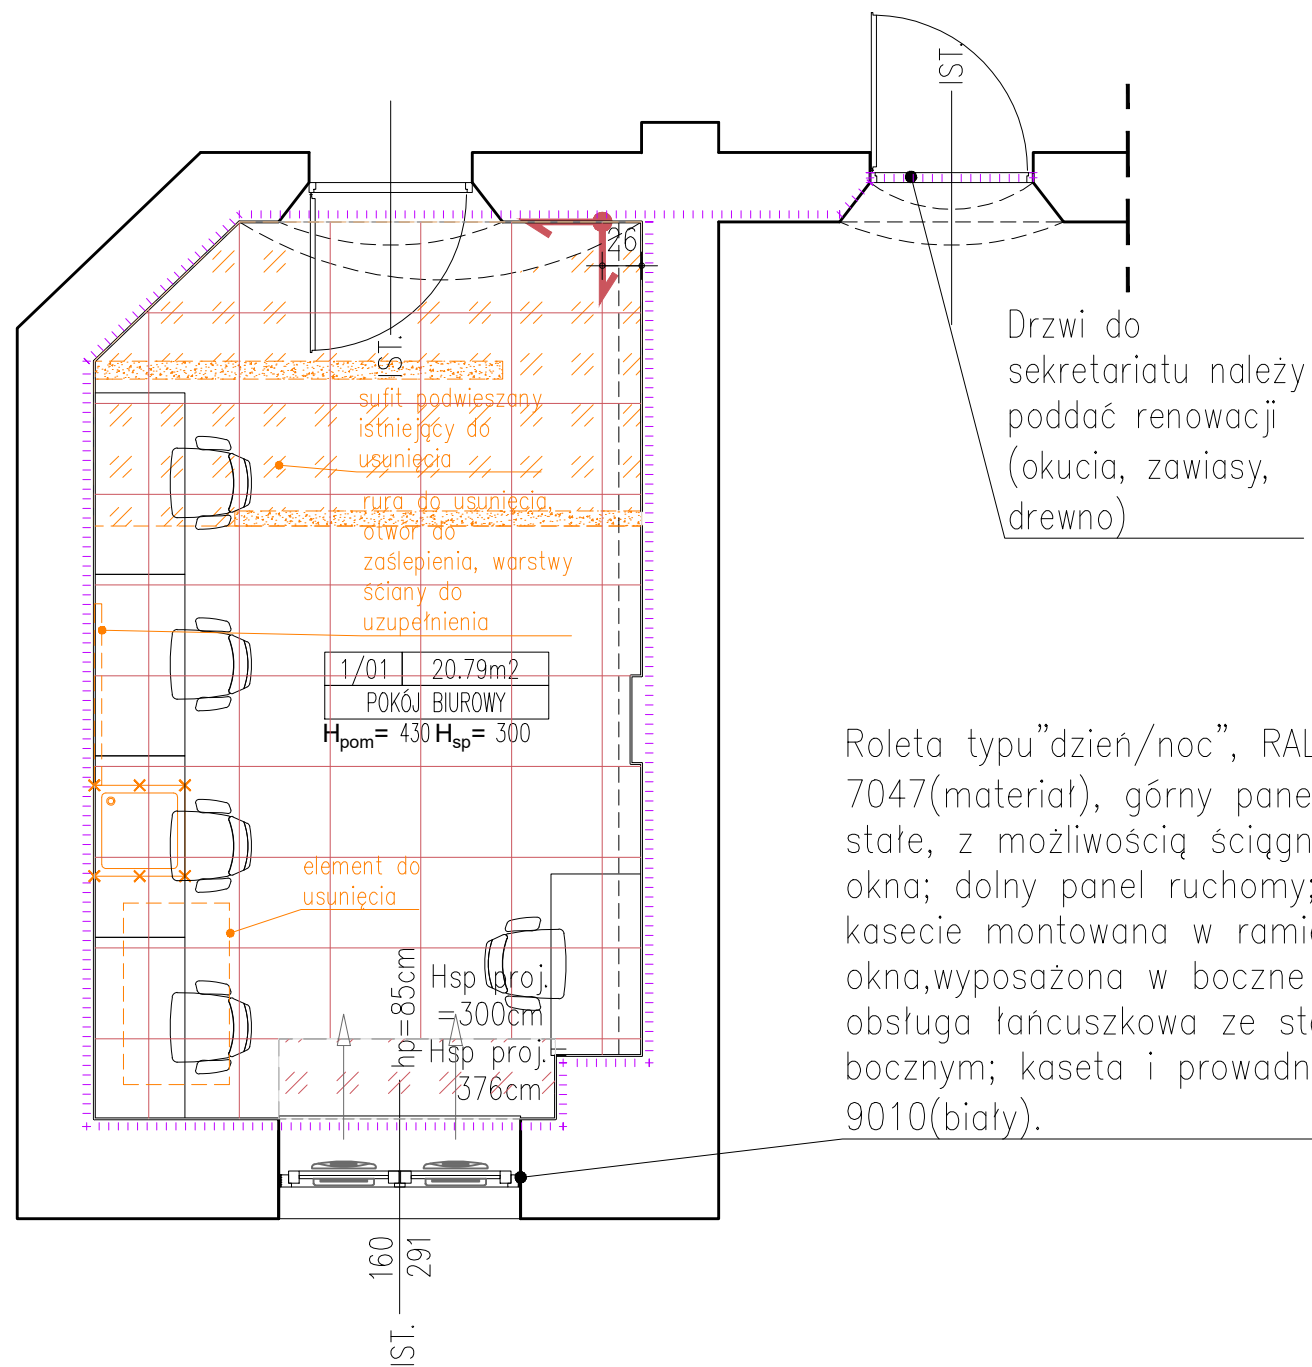 IST.
26
Drzwi do
sekretariatu należy
poddać renowacji
(okucia, zawiasy,
drewno)
IST.
sufit podwieszany
istniejący do
usunięcia
rura do usunięcia,
otwór do
zaślepienia, warstwy
ściany do
uzupełnienia
1/01 20.79m2
POKÓJ BIUROWY
Hpom= 430 Hsp= 300
Roleta typu"dzień/noc", RAL
7047(materiał), górny pane
stałe, z możliwością ściągn
okna; dolny panel ruchomy;
kasecie montowana w rami
okna,wyposażona w boczne
obsługa łańcuszkowa ze st
bocznym; kaseta i prowadn
9010(biały).
element do
usunięcia
hp=85cm
Hsp proj.
=300cm
Hsp proj.=
376cm
160
291
IST.